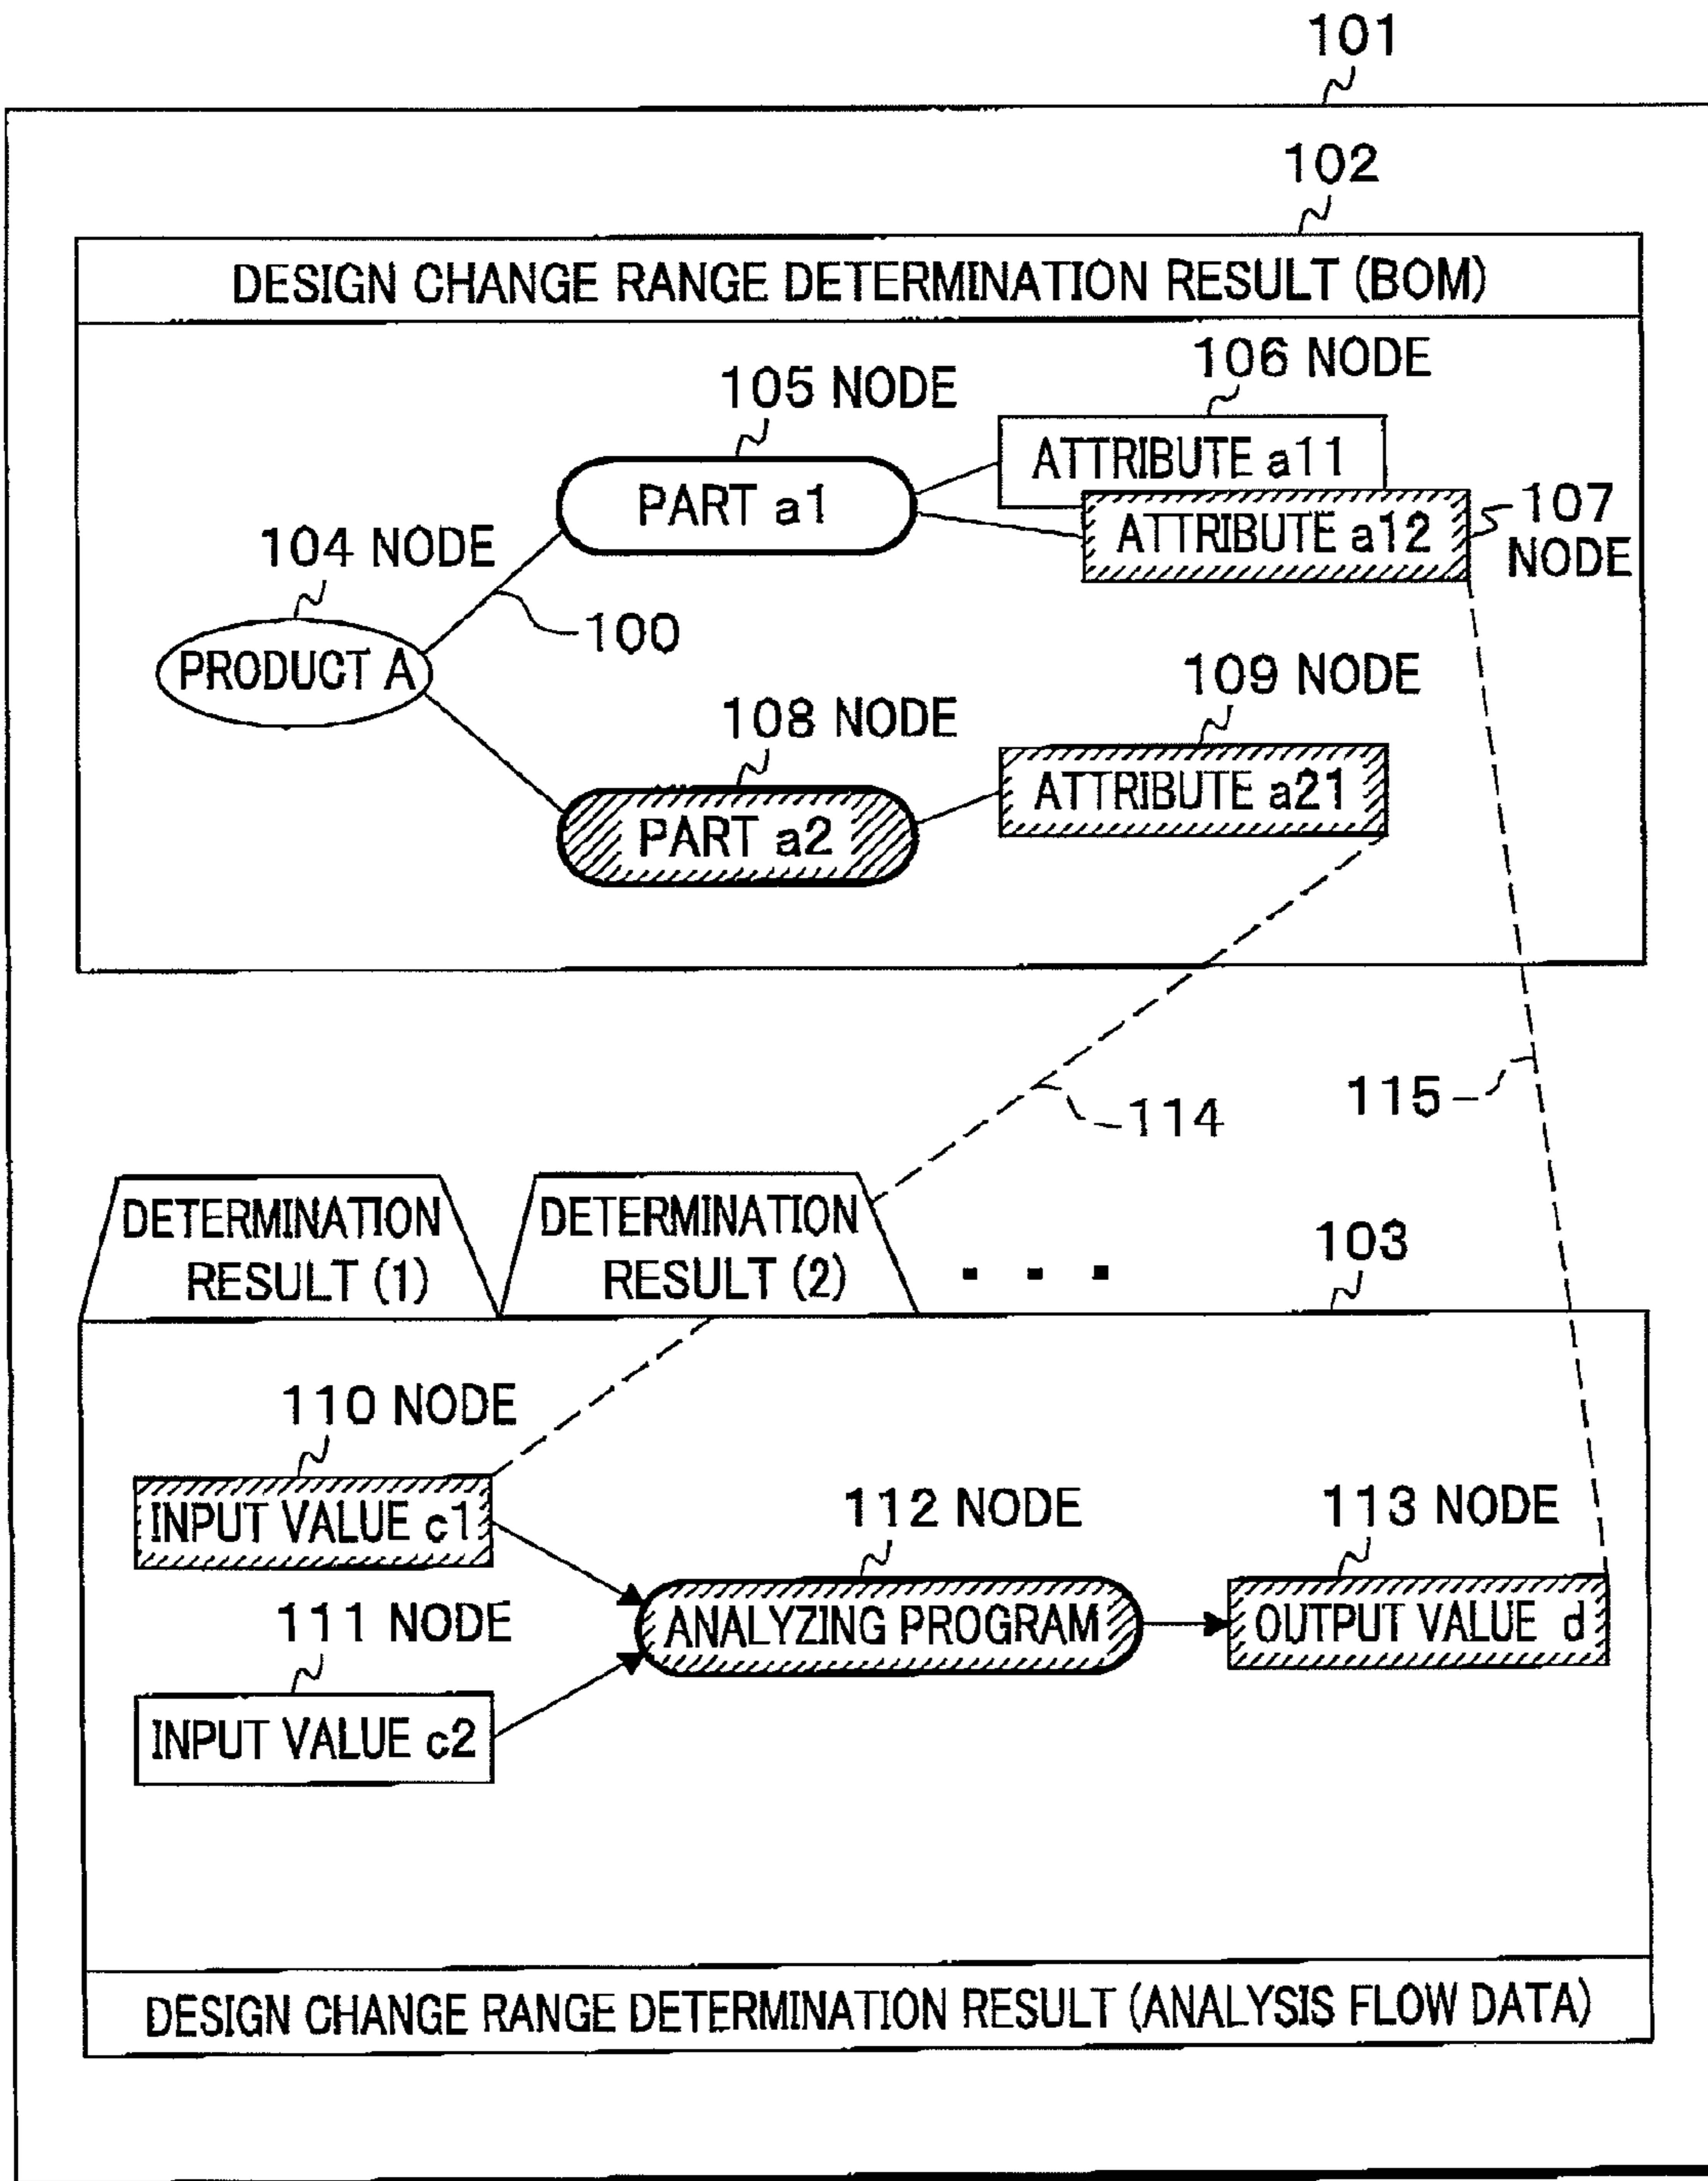 101
102
DESIGN CHANGE RANGE DETERMINATION RESULT (BOM)
106 NODE
105 NODE
ATTRIBUTE a11
PART a1
ATTRIBUTE a12
107
NODE
104 NODE
100
PRODUCT A
109 NODE
108 NODE
ATTRIBUTE a21
PART a2
115
114
DETERMINATION
RESULT (1)
DETERMINATION
RESULT (2)
. . .
103
110 NODE
INPUT VALUE c1
112 NODE
113 NODE
111 NODE
ANALYZING PROGRAM
OUTPUT VALUE d
INPUT VALUE c2
DESIGN CHANGE RANGE DETERMINATION RESULT (ANALYSIS FLOW DATA)